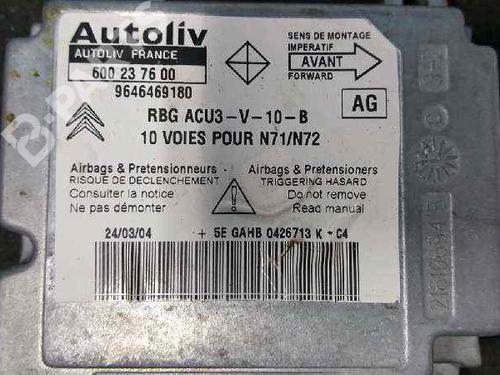 Autoliv
AUTOLIV FRANCE
600 23 76 00
9646469180
SENS DE MONTAGE
IMPERATIF
AVANT
FORWARD
RBG ACU3-V-10-B
AG
10 VOIES POUR N71/N72
Airbags & Pretensionneurs
RISQUE DE DECLENCHEMENT
Consulter la notice
Ne pas démonter
Airbags & Pretensioners
TRIGGERING HASARD
Do not remove
Read manual
24/03/04
+ 5E GAHB 0426713 K - C4